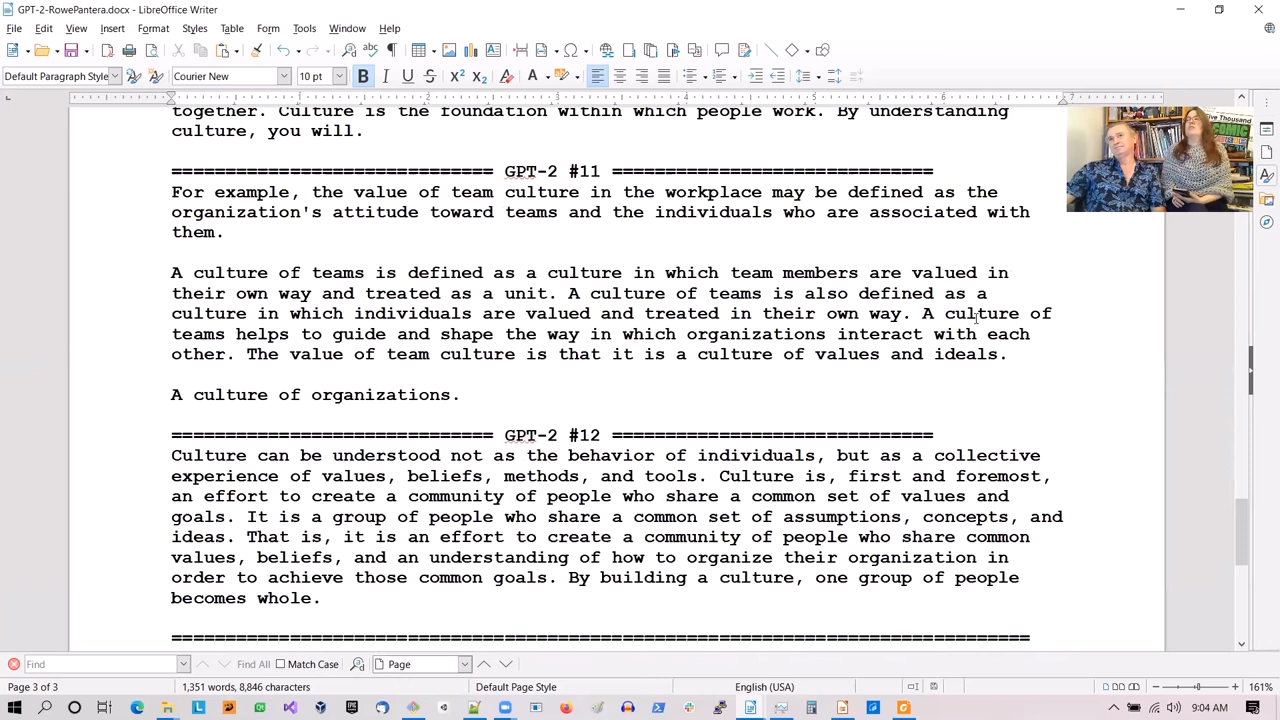 GPT-2-RowePantera.docx - LibreOffice Writer
File Edit View Insert Format Styles Table Form Tools Window Help
Default Paragraph Style Courier New 10 pt
1 2 3 4 5 6 7
together. Culture is the foundation within which people work. By understanding
culture, you will.
============================== GPT-2 #11 ==============================
For example, the value of team culture in the workplace may be defined as the
organization's attitude toward teams and the individuals who are associated with
them.
A culture of teams is defined as a culture in which team members are valued in
their own way and treated as a unit. A culture of teams is also defined as a
culture in which individuals are valued and treated in their own way. A culture of
teams helps to guide and shape the way in which organizations interact with each
other. The value of team culture is that it is a culture of values and ideals.
A culture of organizations.
============================== GPT-2 #12 ==============================
Culture can be understood not as the behavior of individuals, but as a collective
experience of values, beliefs, methods, and tools. Culture is, first and foremost,
an effort to create a community of people who share a common set of values and
goals. It is a group of people who share a common set of assumptions, concepts, and
ideas. That is, it is an effort to create a community of people who share common
values, beliefs, and an understanding of how to organize their organization in
order to achieve those common goals. By building a culture, one group of people
becomes whole.
================================================================================
Five Thousand
COMIC
Find Find All Match Case Page
Page 3 of 3 1,351 words, 8,846 characters Default Page Style English (USA) 161%
9:04 AM